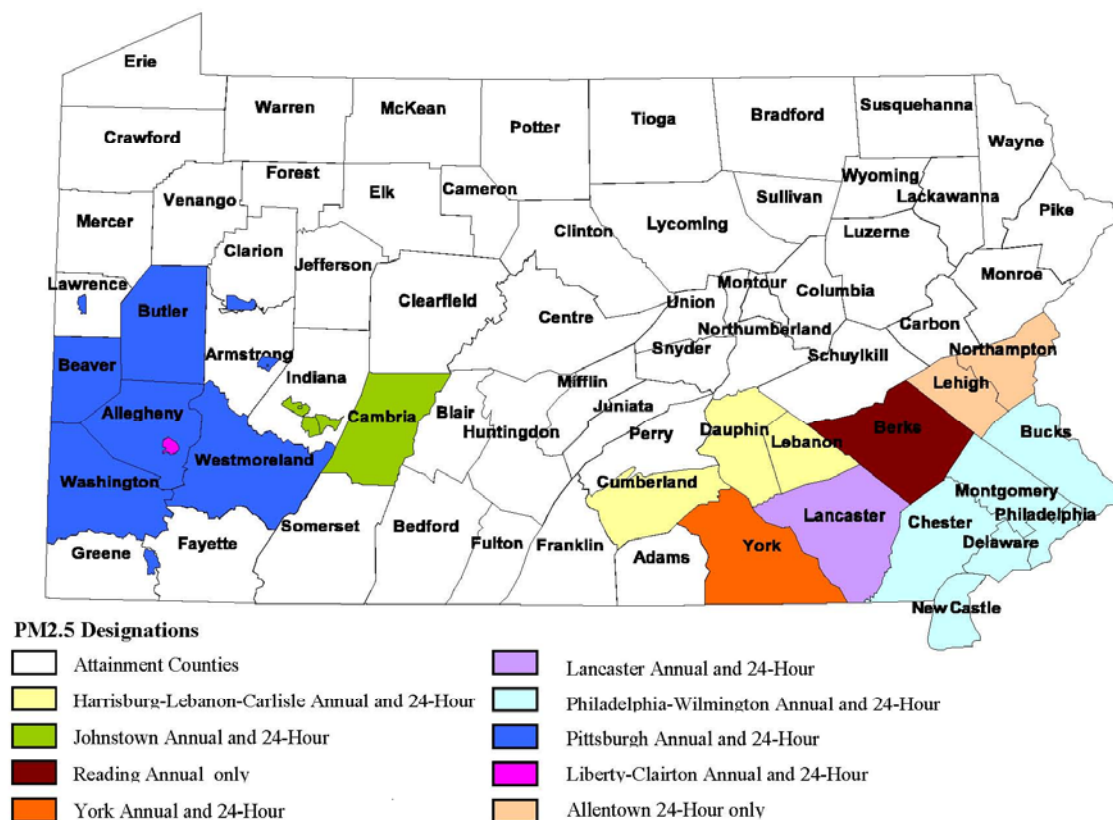 Erie
Warren
McKean
Potter
Tioga
Bradford
Susquehanna
Wayne
Crawford
Forest
Elk
Cameron
Wyoming
Lackawanna
Sullivan
Pike
Venango
Mercer
Clarion
Clinton
Lycoming
Luzerne
Jefferson
Lawrence
Clearfield
Monroe
Butler
Centre
Union
Montour
Columbia
Carbon
Northumberland
Armstrong
Snyder
Schuylkill
Northampton
Beaver
Indiana
Mifflin
Lehigh
Allegheny
Cambria
Blair
Juniata
Huntingdon
Perry
Dauphin
Lebanon
Berks
Bucks
Westmoreland
Washington
Cumberland
Montgomery
Philadelphia
Lancaster
Chester
Delaware
Somerset
Bedford
Fulton
Franklin
Adams
York
Greene
Fayette
New Castle
PM2.5 Designations
Attainment Counties
Harrisburg-Lebanon-Carlisle Annual and 24-Hour
Johnstown Annual and 24-Hour
Reading Annual only
York Annual and 24-Hour
Lancaster Annual and 24-Hour
Philadelphia-Wilmington Annual and 24-Hour
Pittsburgh Annual and 24-Hour
Liberty-Clairton Annual and 24-Hour
Allentown 24-Hour only